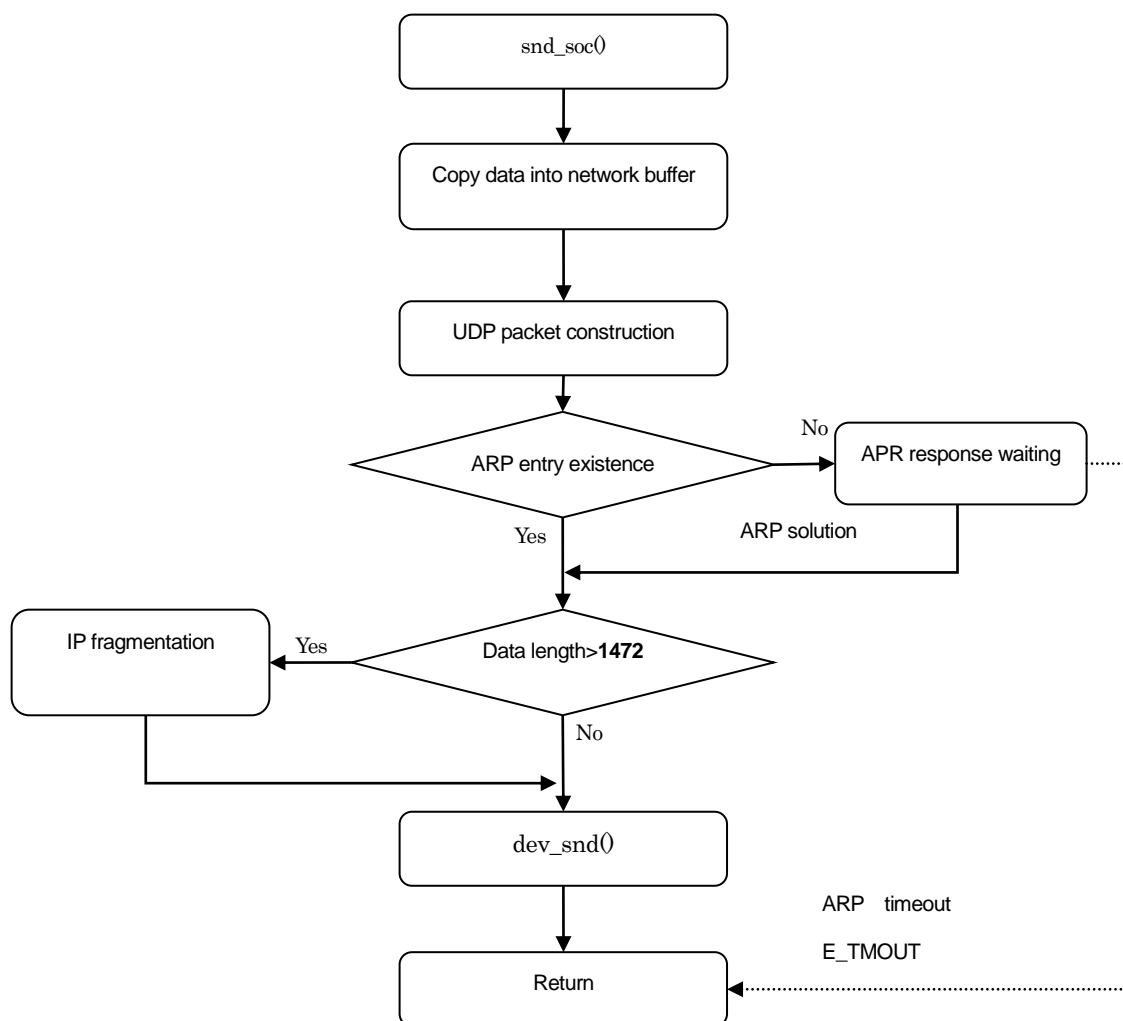 snd_soc()
Copy data into network buffer
UDP packet construction
ARP entry existence
No
APR response waiting
Yes
ARP solution
IP fragmentation
Yes
Data length>1472
No
dev_snd()
ARP timeout
E_TMOUT
Return